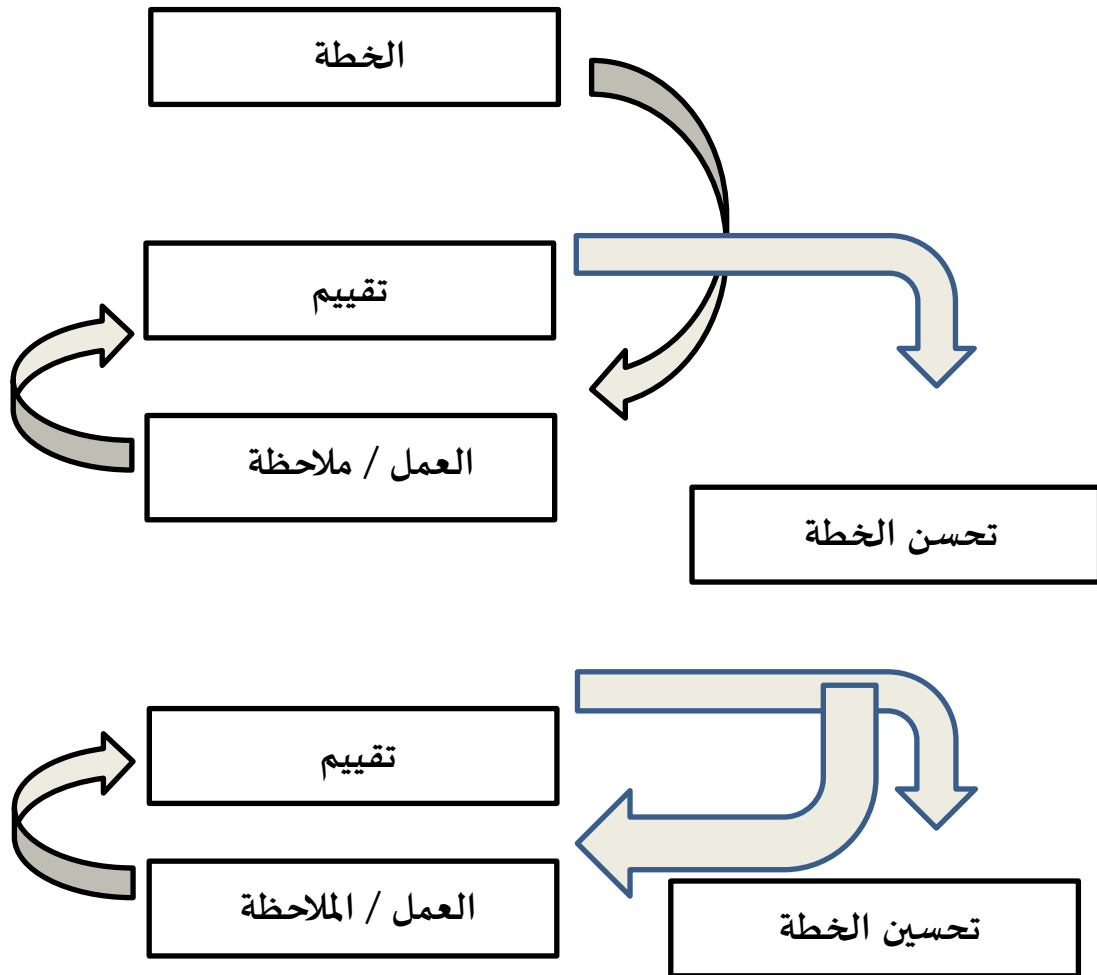 الخطة
تقييم
العمل / ملاحظة
تحسن الخطة
تقييم
العمل / الملاحظة
تحسين الخطة